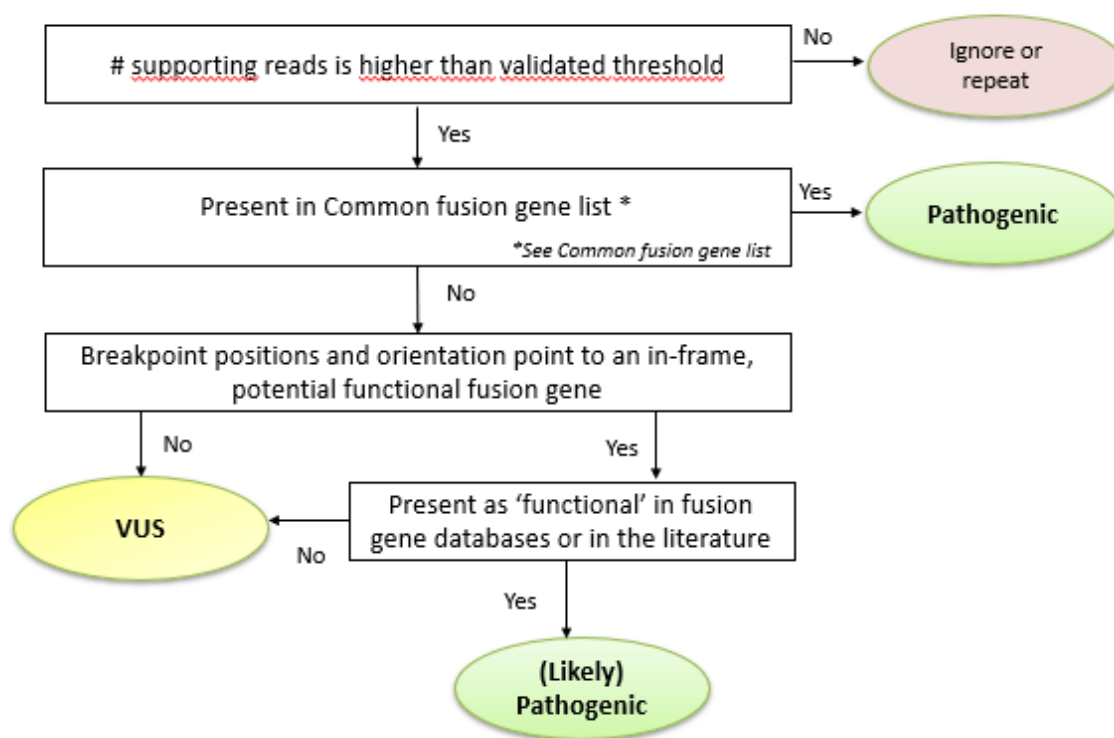 # supporting reads is higher than validated threshold
No
Ignore or
repeat
Yes
Present in Common fusion gene list *
*See Common fusion gene list
Yes
Pathogenic
No
Breakpoint positions and orientation point to an in-frame,
potential functional fusion gene
No
Yes
VUS
No
Present as ‘functional’ in fusion
gene databases or in the literature
Yes
(Likely)
Pathogenic